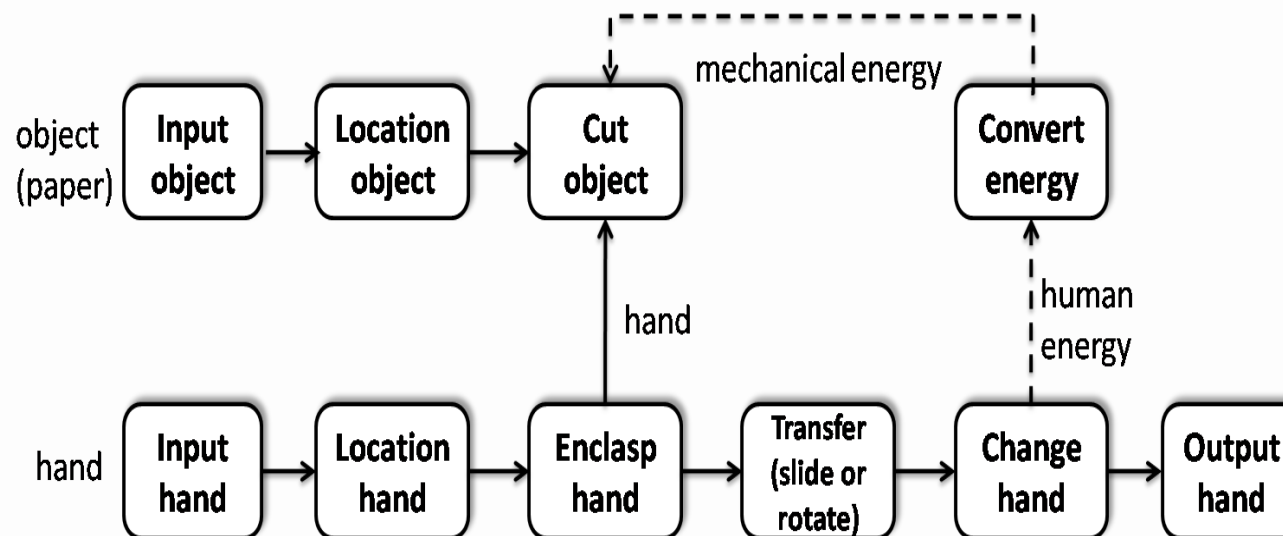 mechanical energy
object
(paper)
Input
object
Location
object
Cut
object
Convert
energy
hand
human
energy
hand
Input
hand
Location
hand
Enclasp
hand
Transfer
(slide or
rotate)
Change
hand
Output
hand